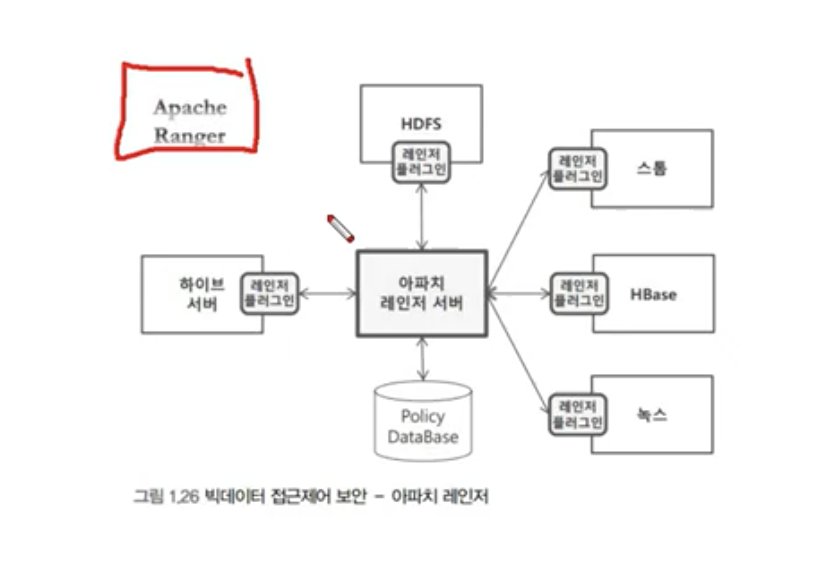 Apache
Ranger
HDFS
레인저
플러그인
레인저
플러그인
스톰
하이브
서버
레인저
플러그인
아파치
레인저 서버
레인저
플러그인
HBase
Policy
DataBase
레인저
플러그인
녹스
그림 1.26 빅데이터 접근제어 보안 - 아파치 레인저